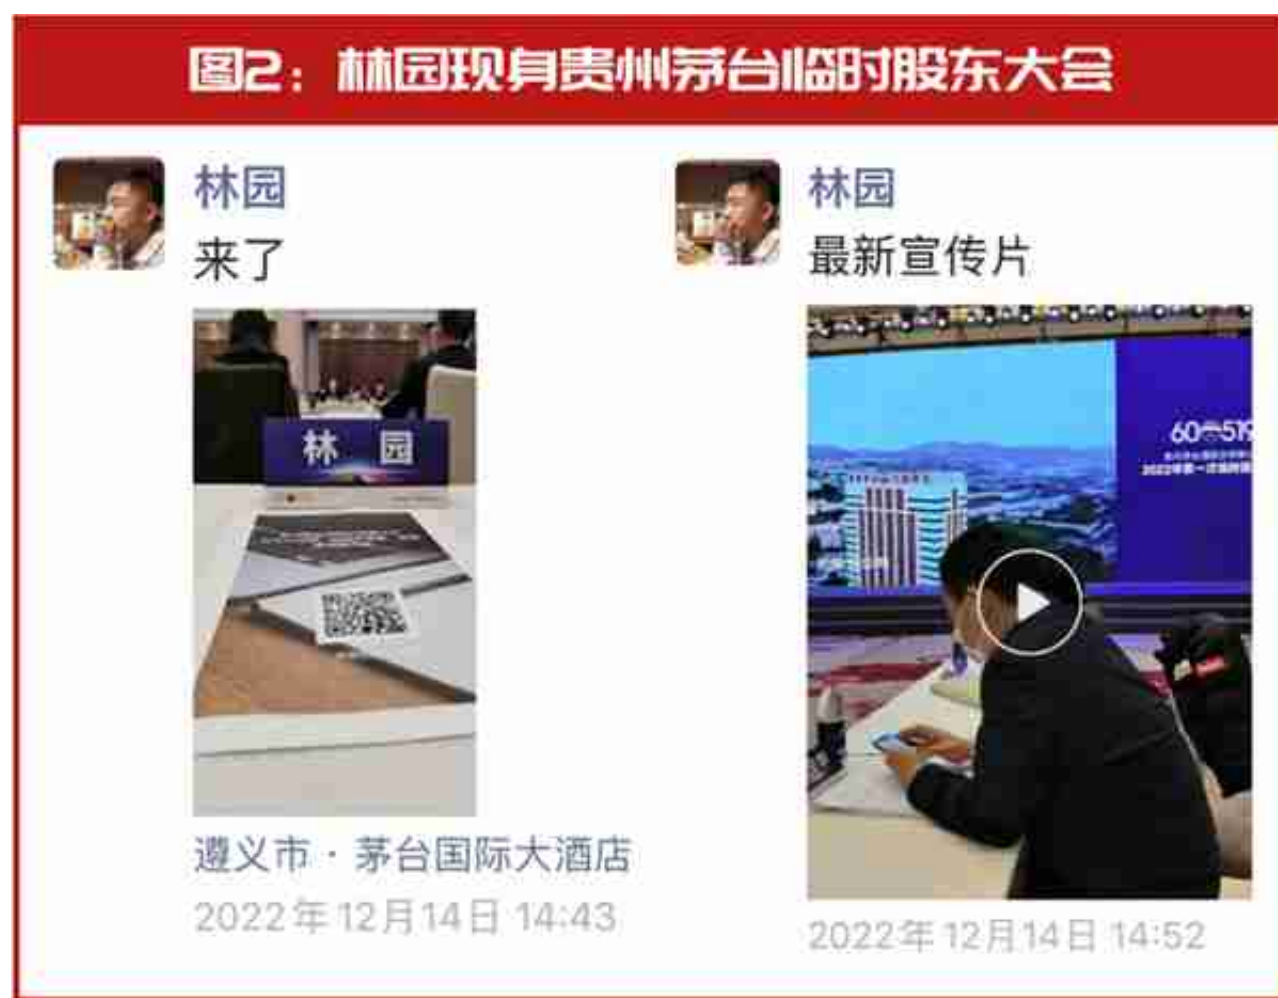 图2：林园现身贵州茅台临时股东大会
林园
来了
林 园
遵义市 · 茅台国际大酒店
2022年12月14日 14:43
林园
最新宣传片
2022年12月14日 14:52